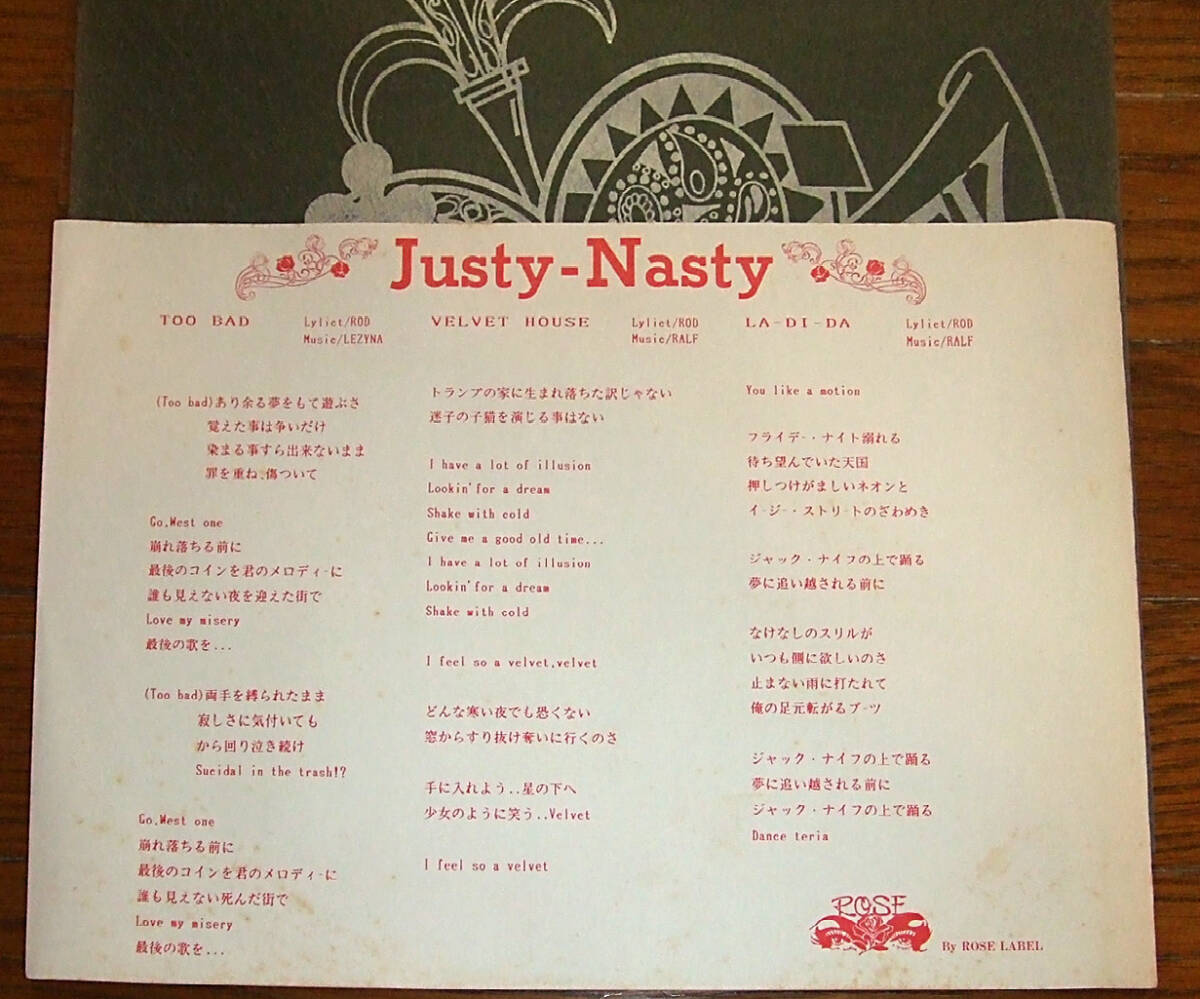 Justy-Nasty
TOO BAD
Lylict/ROD
Music/LEZYNA
(Too bad)あり余る夢をもて遊ぶさ
覚えた事は争いだけ
染まる事すら出来ないまま
罪を重ね、傷ついて
Go,West one
崩れ落ちる前に
最後のコインを君のメロディ-に
誰も見えない夜を迎えた街で
Love my misery
最後の歌を...
(Too bad)両手を縛られたまま
寂しさに気付いても
から回り泣き続け
Sucidal in the trash!?
Go,West one
崩れ落ちる前に
最後のコインを君のメロディ-に
誰も見えない死んだ街で
Love my misery
最後の歌を...
VELVET HOUSE
Lylict/ROD
Music/RALF
トランプの家に生まれ落ちた訳じゃない
迷子の子猫を演じる事はない
I have a lot of illusion
Lookin'for a dream
Shake with cold
Give me a good old time...
I have a lot of illusion
Lookin'for a dream
Shake with cold
I feel so a velvet,velvet
どんな寒い夜でも恐くない
窓からすり抜け奪いに行くのさ
手に入れよう..星の下へ
少女のように笑う..Velvet
I feel so a velvet
LA-DI-DA
Lylict/ROD
Music/RALF
You like a motion
フライデ-・ナイト溺れる
待ち望んでいた天国
押しつけがましいネオンと
イ-ジ-・ストリ-トのざわめき
ジャック・ナイフの上で踊る
夢に追い越される前に
なけなしのスリルが
いつも側に欲しいのさ
止まない雨に打たれて
俺の足元転がるブ-ツ
ジャック・ナイフの上で踊る
夢に追い越される前に
ジャック・ナイフの上で踊る
Dance teria
ROSE
By ROSE LABEL